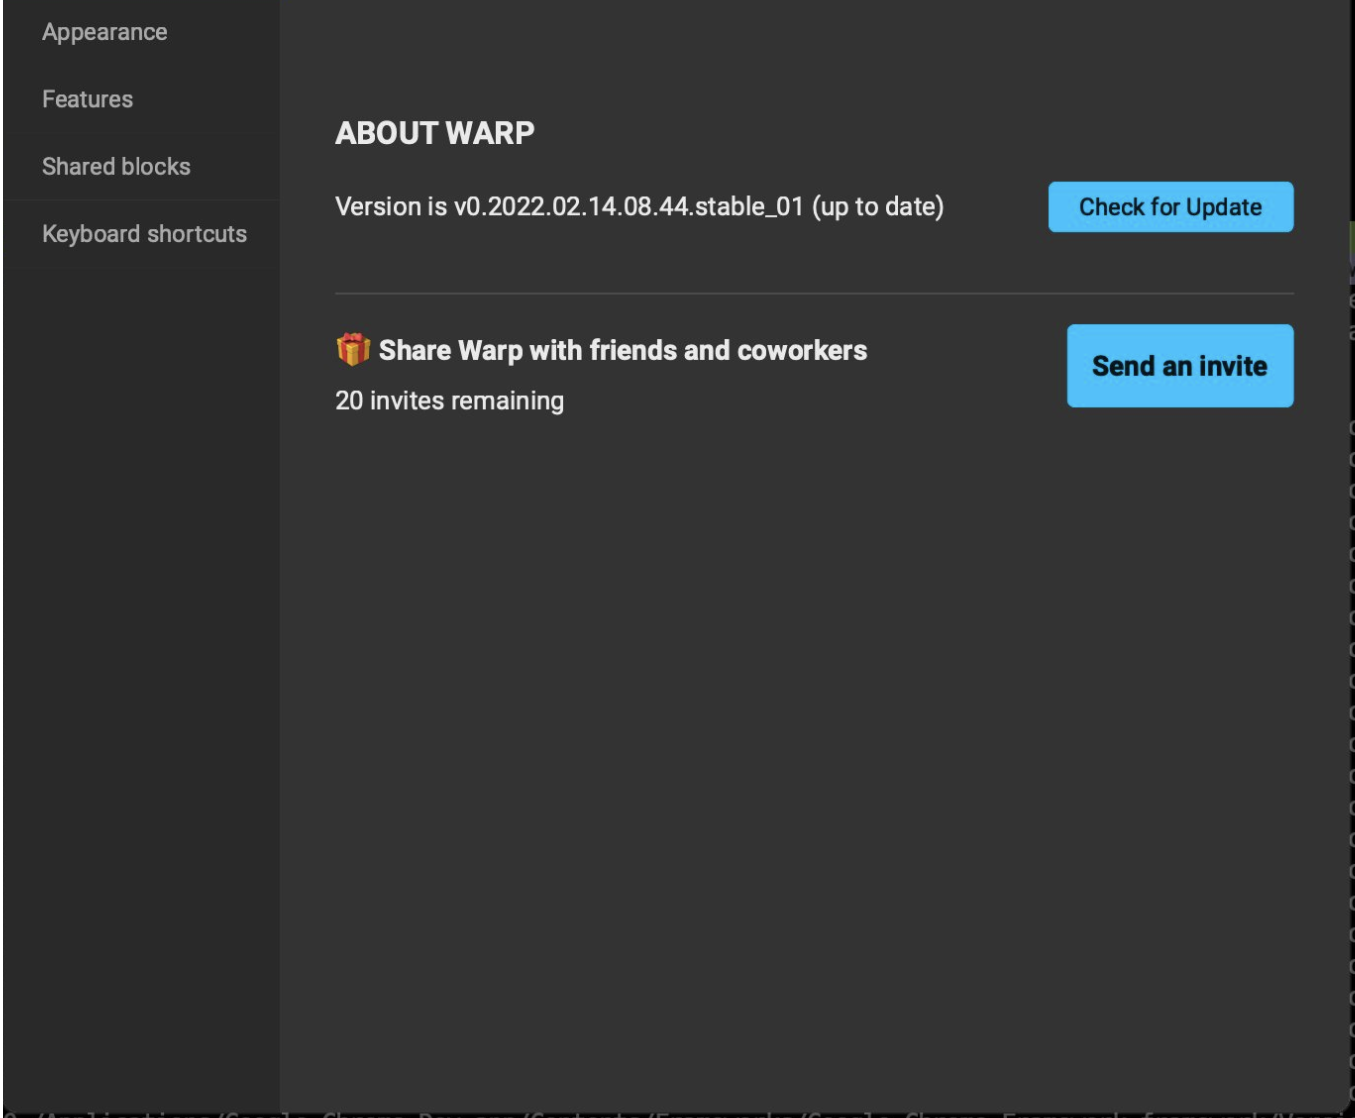 Appearance
Features
Shared blocks
Keyboard shortcuts
ABOUT WARP
Version is v0.2022.02.14.08.44.stable_01 (up to date)
Check for Update
Share Warp with friends and coworkers
20 invites remaining
Send an invite